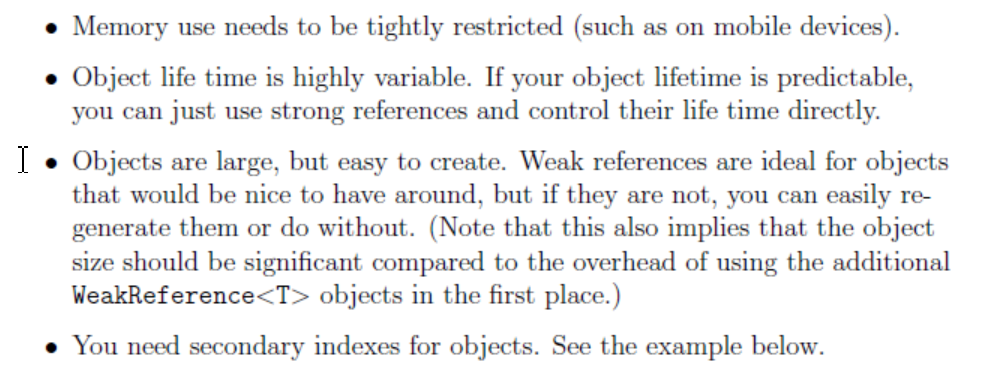 • Memory use needs to be tightly restricted (such as on mobile devices).
• Object life time is highly variable. If your object lifetime is predictable,
you can just use strong references and control their life time directly.
• Objects are large, but easy to create. Weak references are ideal for objects
that would be nice to have around, but if they are not, you can easily re-
generate them or do without. (Note that this also implies that the object
size should be significant compared to the overhead of using the additional
WeakReference<T> objects in the first place.)
• You need secondary indexes for objects. See the example below.